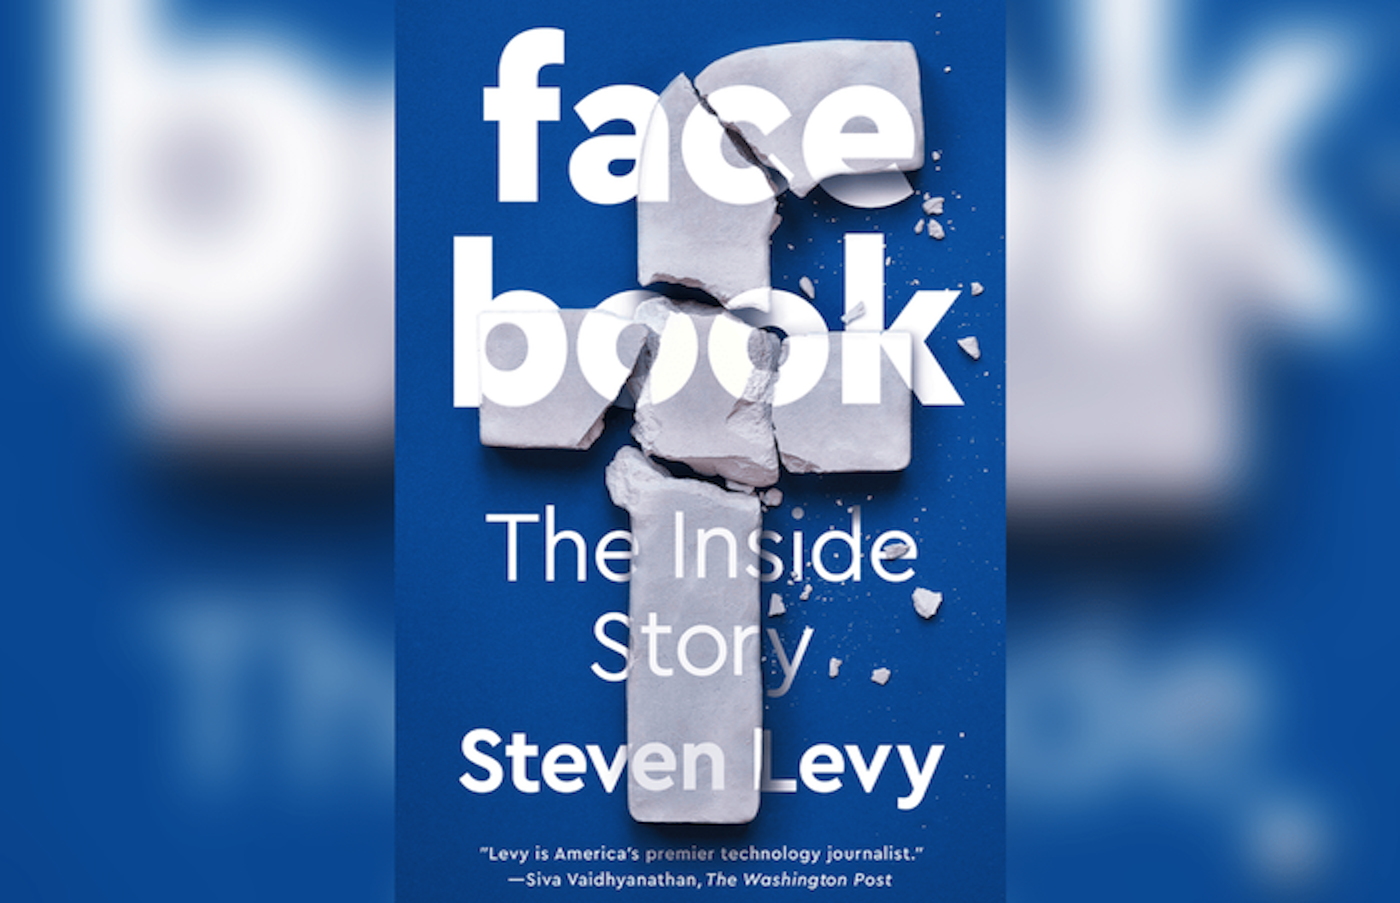 face
book
The Inside
Story
Steven Levy
"Levy is America's premier technology journalist."
—Siva Vaidhyanathan, The Washington Post